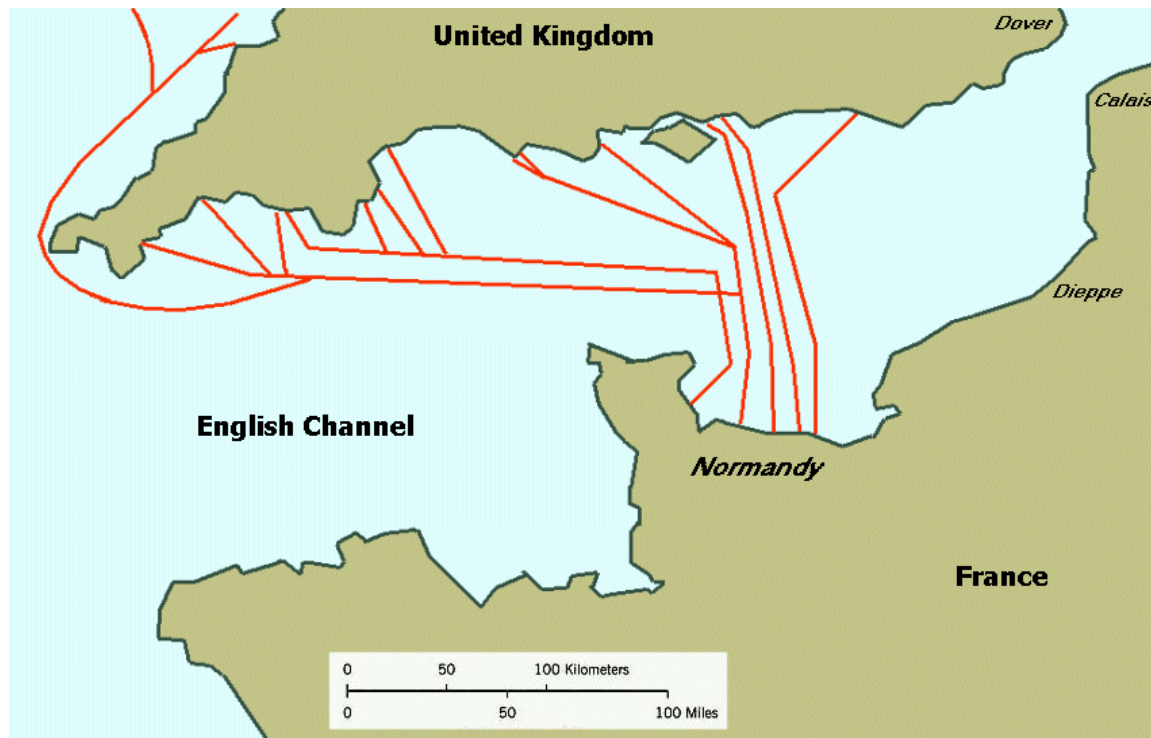 United Kingdom
Dover
Calais
Dieppe
English Channel
Normandy
France
0 50 100 Kilometers
0 50 100 Miles